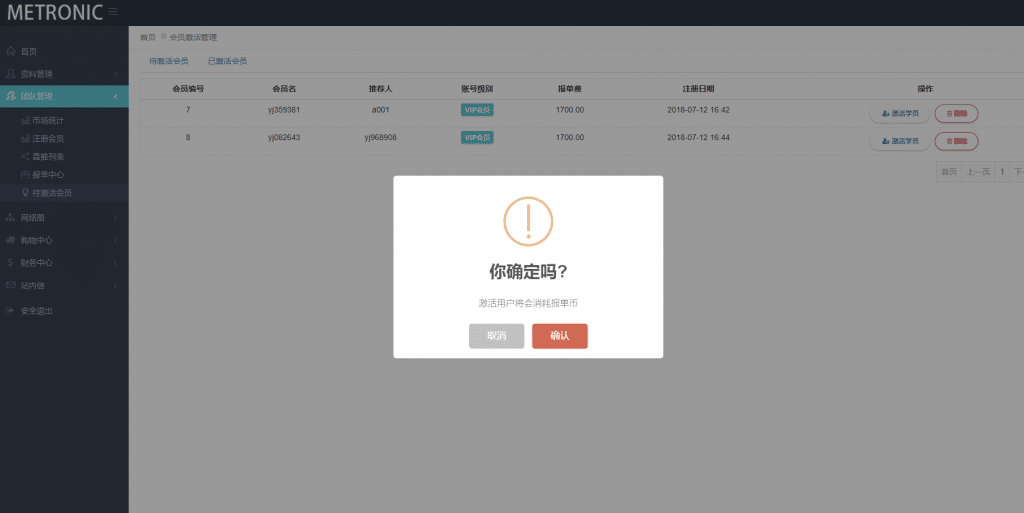 METRONIC
首页 会员激活管理
首页
资料管理
团队管理
市场统计
注册会员
直推列表
报单中心
待激活会员
网络图
购物中心
财务中心
站内信
安全退出
待激活会员 已激活会员
会员编号 会员名 推荐人 账号级别 报单费 注册日期 操作
7 yj359381 a001 VIP会员 1700.00 2018-07-12 16:42 激活学员 删除
8 yj082643 yj968908 VIP会员 1700.00 2018-07-12 16:44 激活学员 删除
首页 上一页 1 下一
你确定吗?
激活用户将会消耗报单币
取消 确认